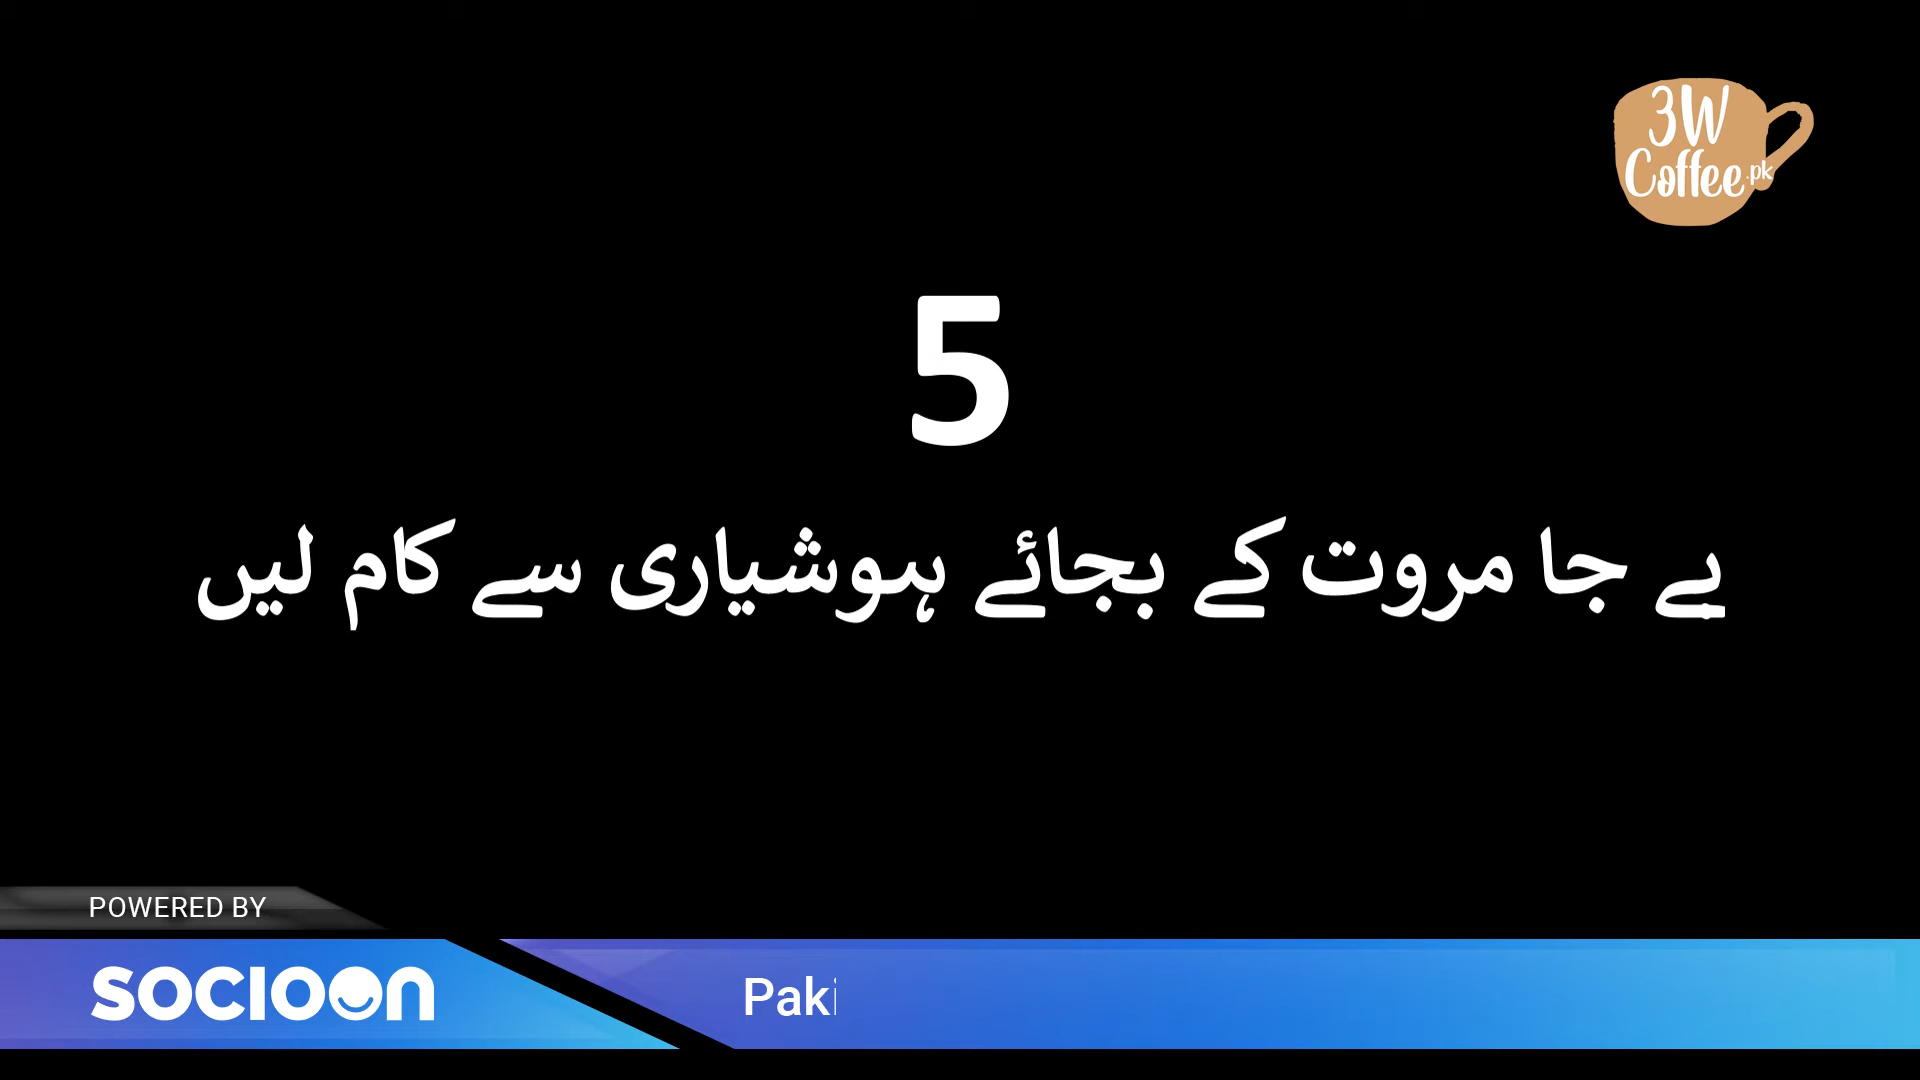 3W
Coffee.pk
5
بے جا مروت کے بجائے ہوشیاری سے کام لیں
POWERED BY
SOCIOON
Paki